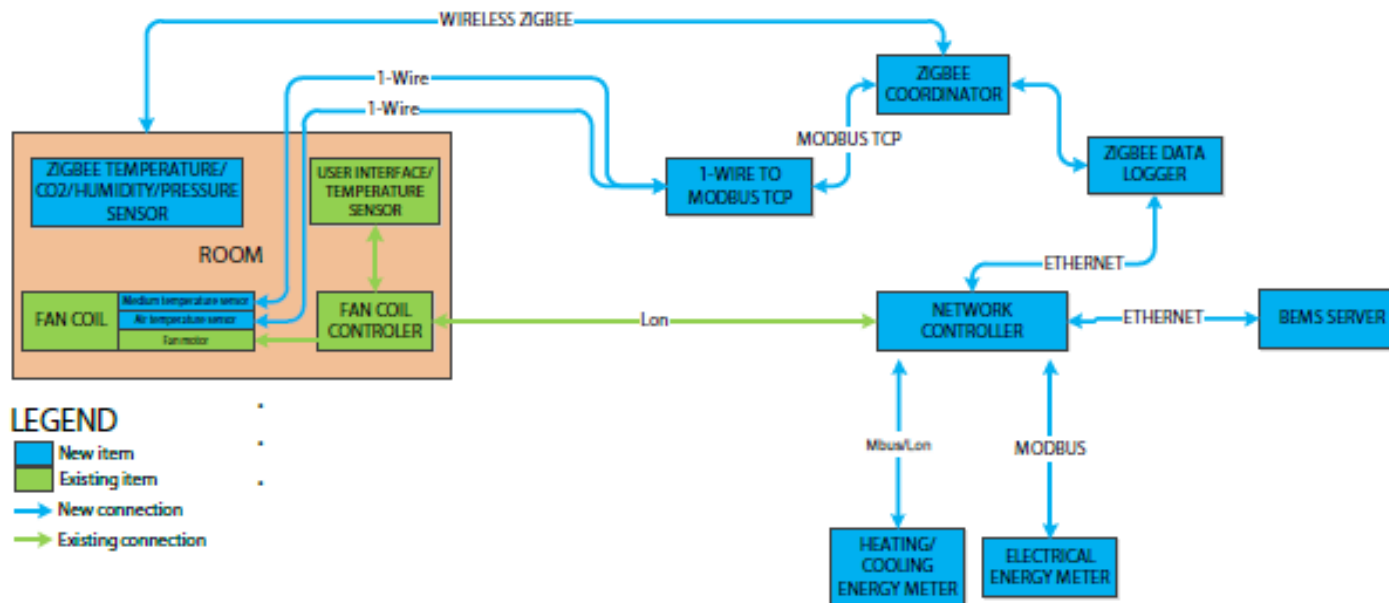 WIRELESS ZIGBEE
1-Wire
1-Wire
ZIGBEE
COORDINATOR
MODBUS TCP
ZIGBEE TEMPERATURE/
CO2/HUMIDITY/PRESSURE
SENSOR
USER INTERFACE/
TEMPERATURE
SENSOR
1-WIRE TO
MODBUS TCP
ZIGBEE DATA
LOGGER
ROOM
ETHERNET
FAN COIL
Medium temperature sensor
Air temperature sensor
Fan motor
FAN COIL
CONTROLER
Lon
NETWORK
CONTROLLER
ETHERNET
BEMS SERVER
LEGEND
New item
Existing item
New connection
Existing connection
Mbus/Lon
MODBUS
HEATING/
COOLING
ENERGY METER
ELECTRICAL
ENERGY METER